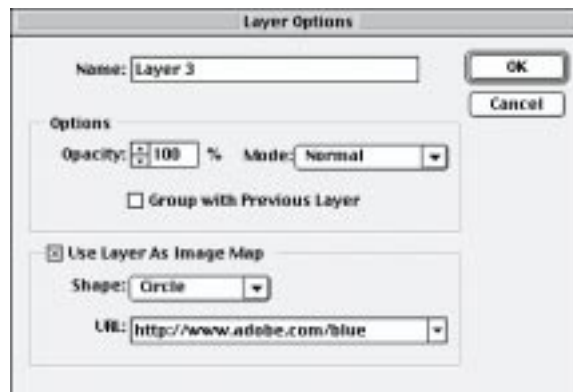 Layer Options
Name: Layer 3
OK
Cancel
Options
Opacity: 100 % Mode: Normal
Group with Previous Layer
Use Layer As Image Map
Shape: Circle
URL: http://www.adobe.com/blue